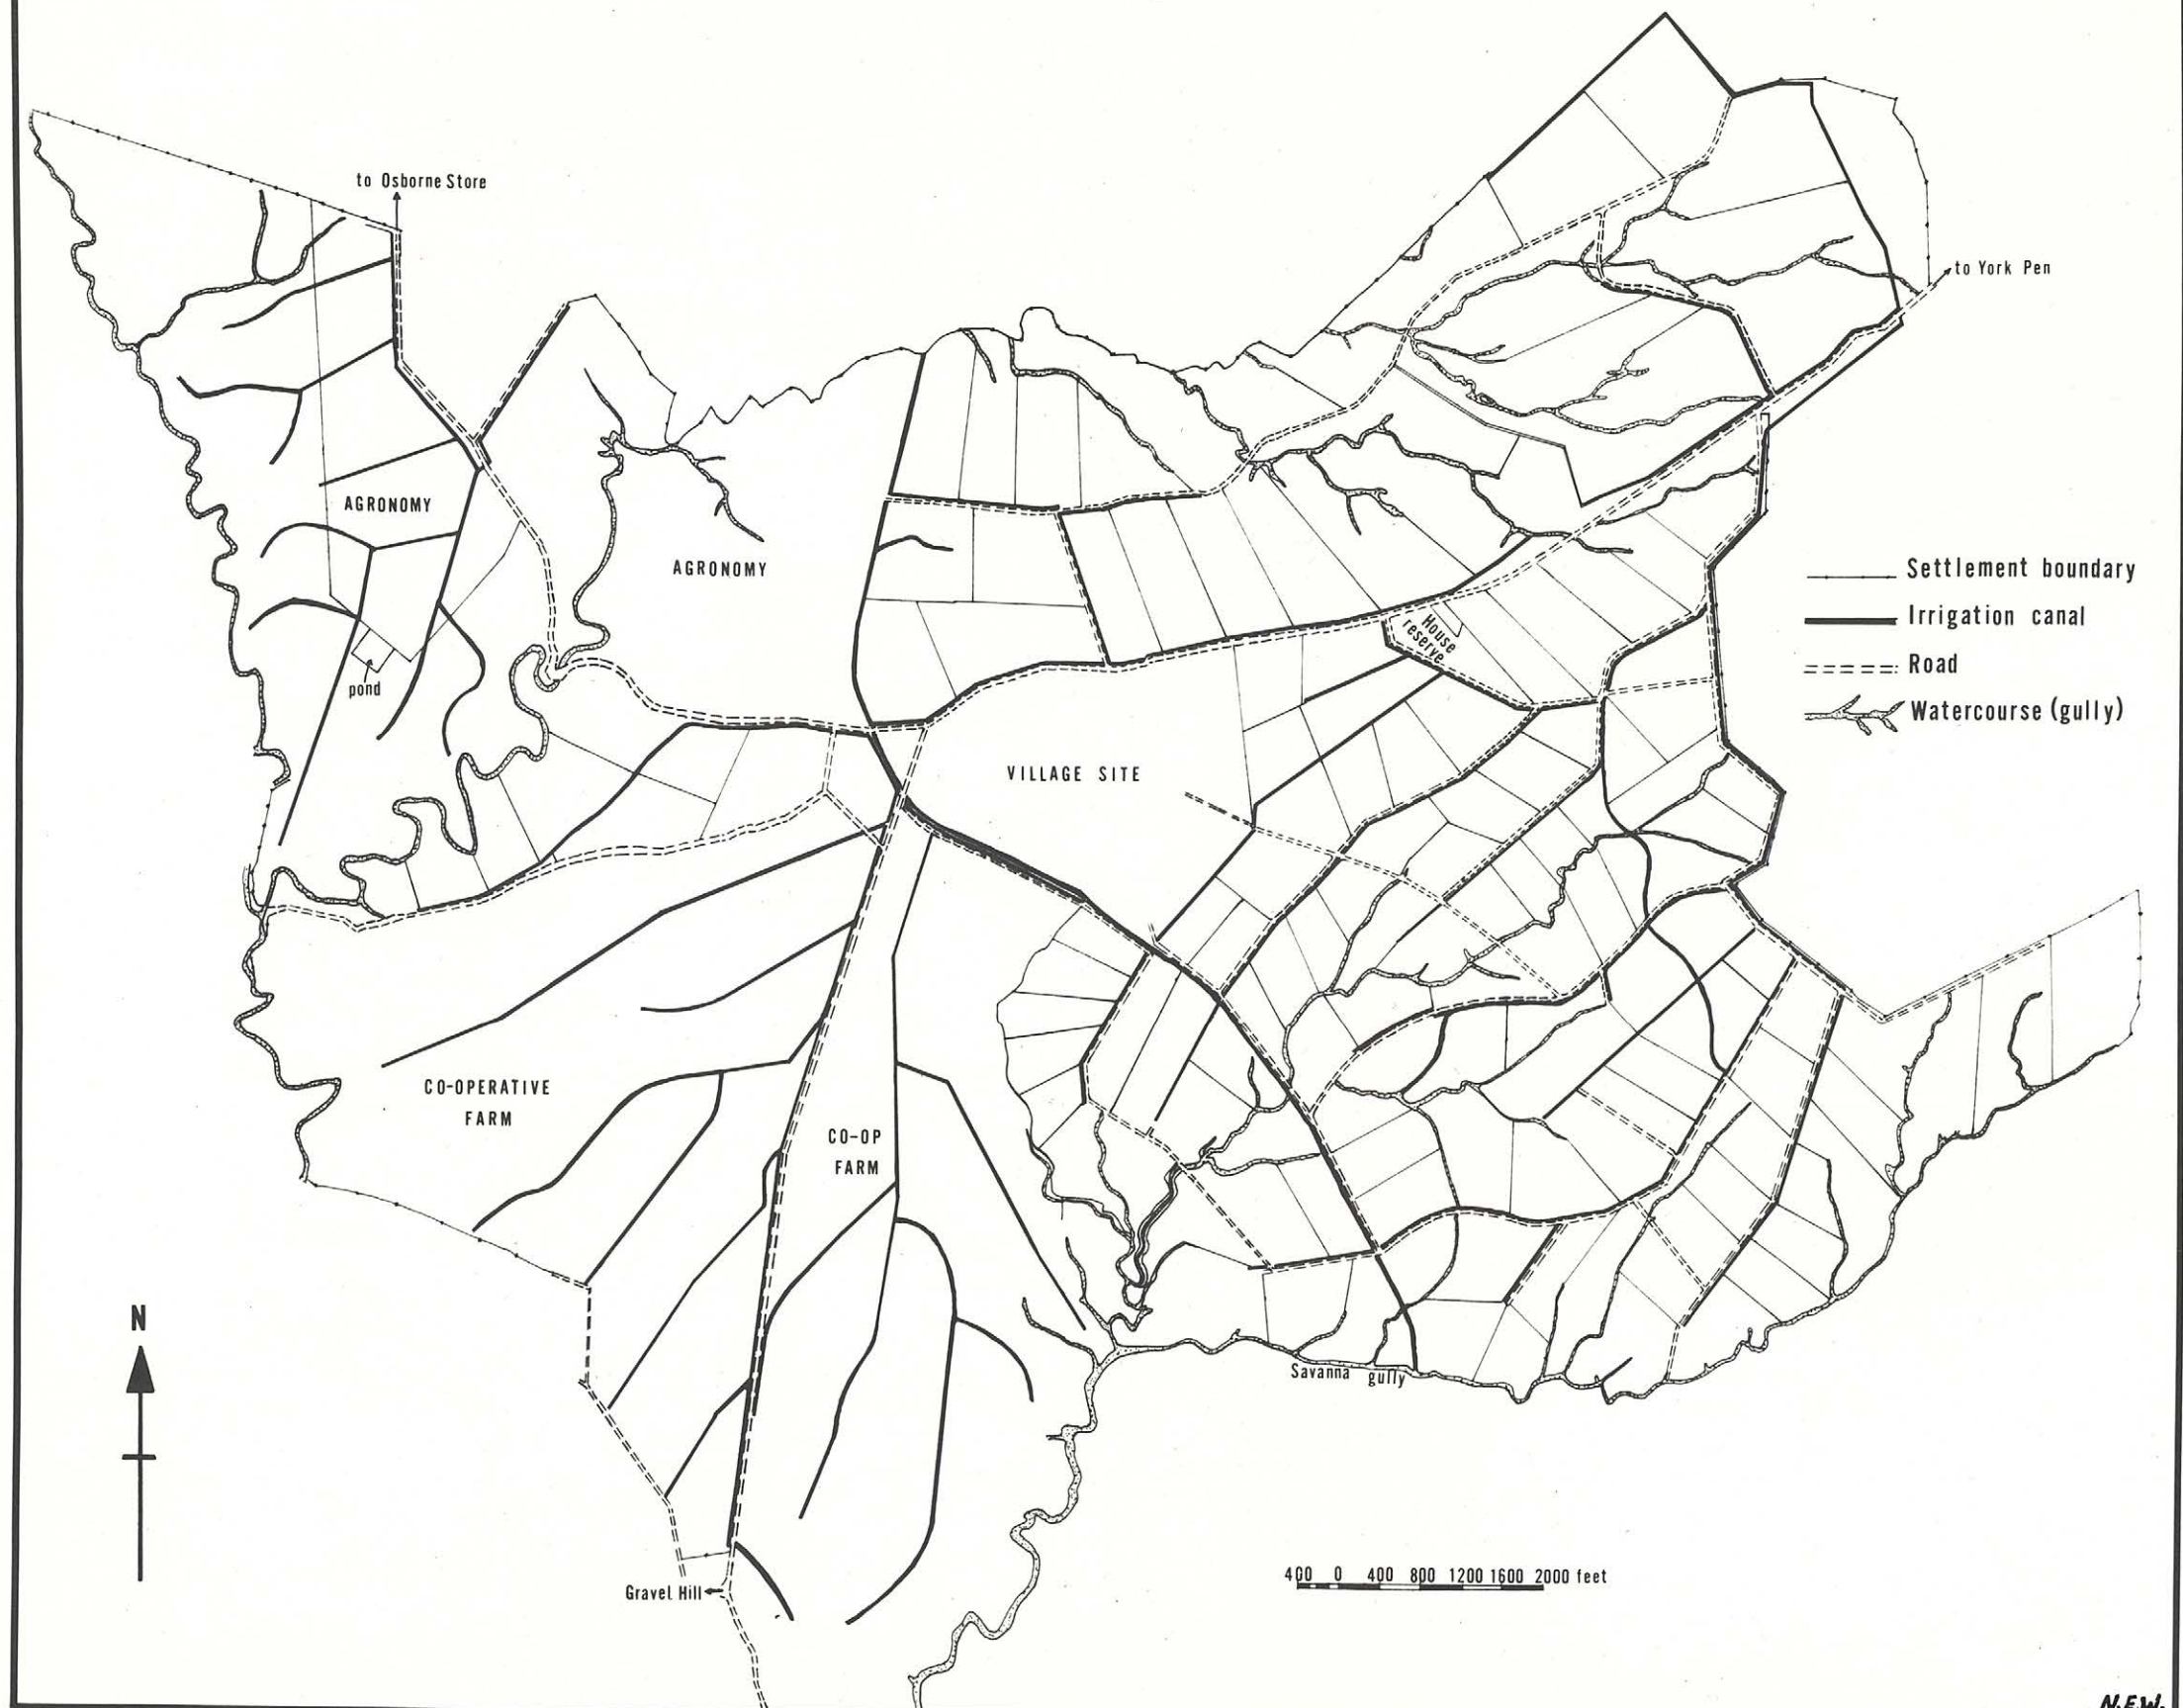 to Osborne Store
to York Pen
AGRONOMY
AGRONOMY
pond
House
reserve
VILLAGE SITE
Settlement boundary
Irrigation canal
Road
Watercourse (gully)
CO-OPERATIVE
FARM
CO-OP
FARM
N
Savanna gully
Gravel Hill
400 0 400 800 1200 1600 2000 feet
N.E.W.